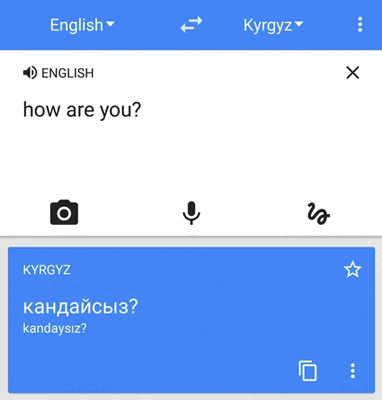 English Kyrgyz
ENGLISH
how are you?
KYRGYZ
кандайсыз?
kandaysız?